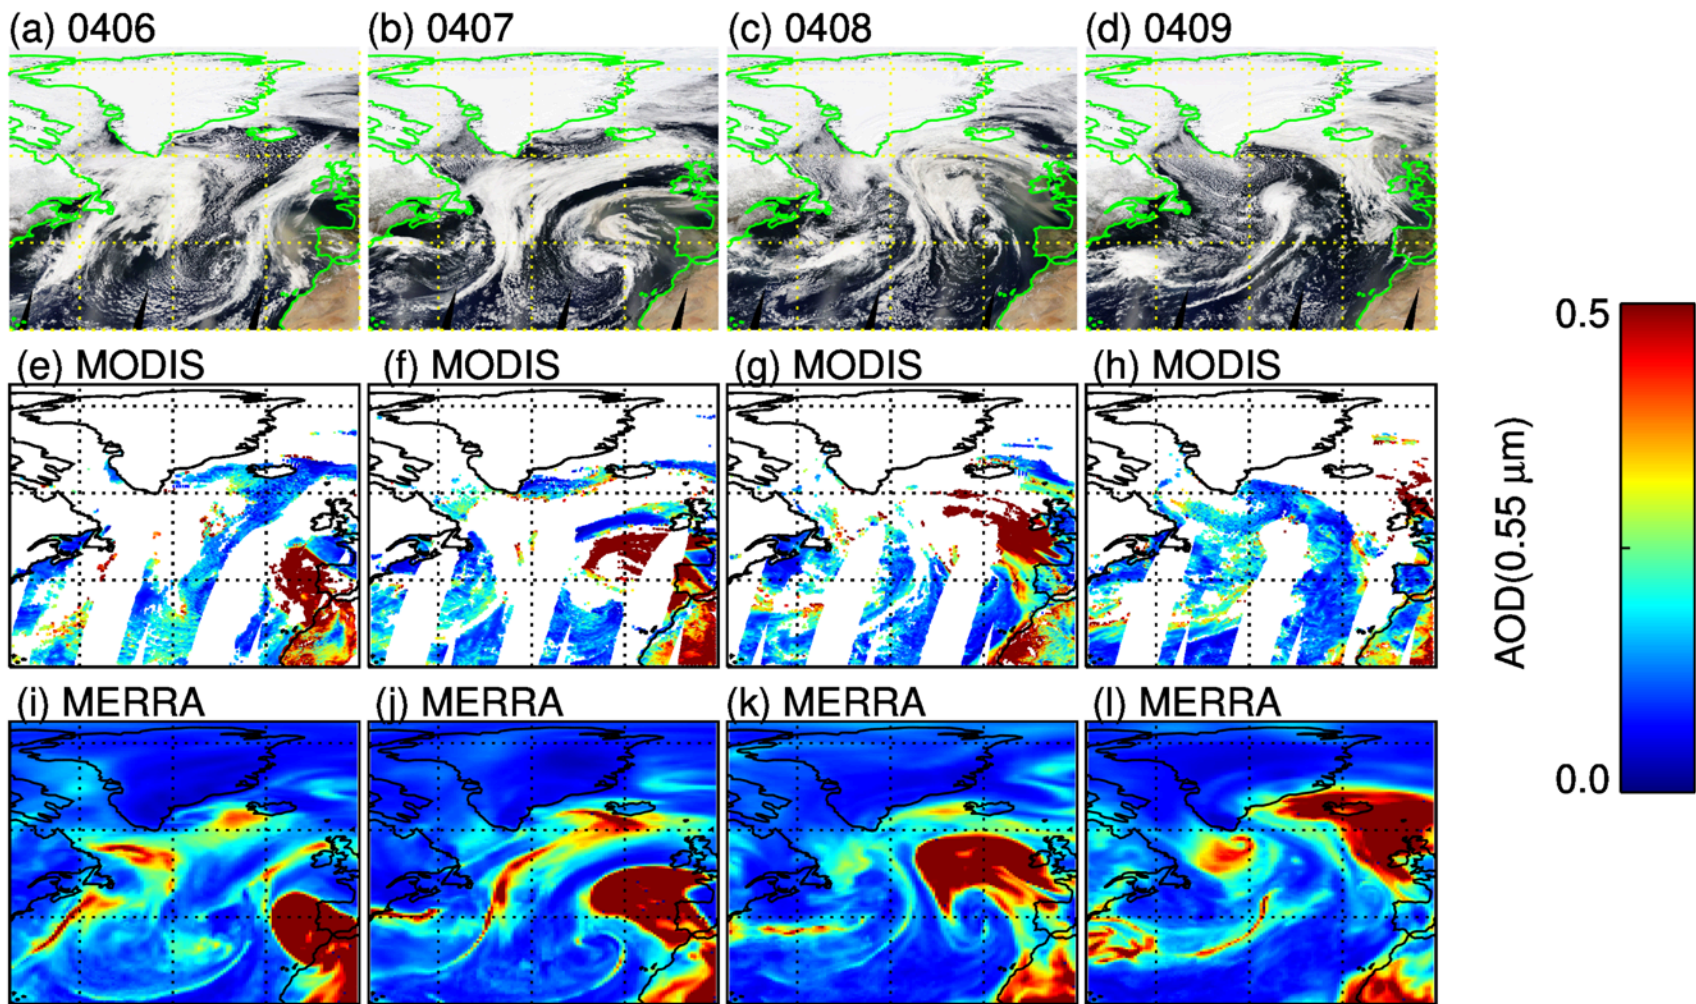 (a) 0406
(b) 0407
(c) 0408
(d) 0409
(e) MODIS
(f) MODIS
(g) MODIS
(h) MODIS
(i) MERRA
(j) MERRA
(k) MERRA
(l) MERRA
0.5
AOD(0.55 μm)
0.0